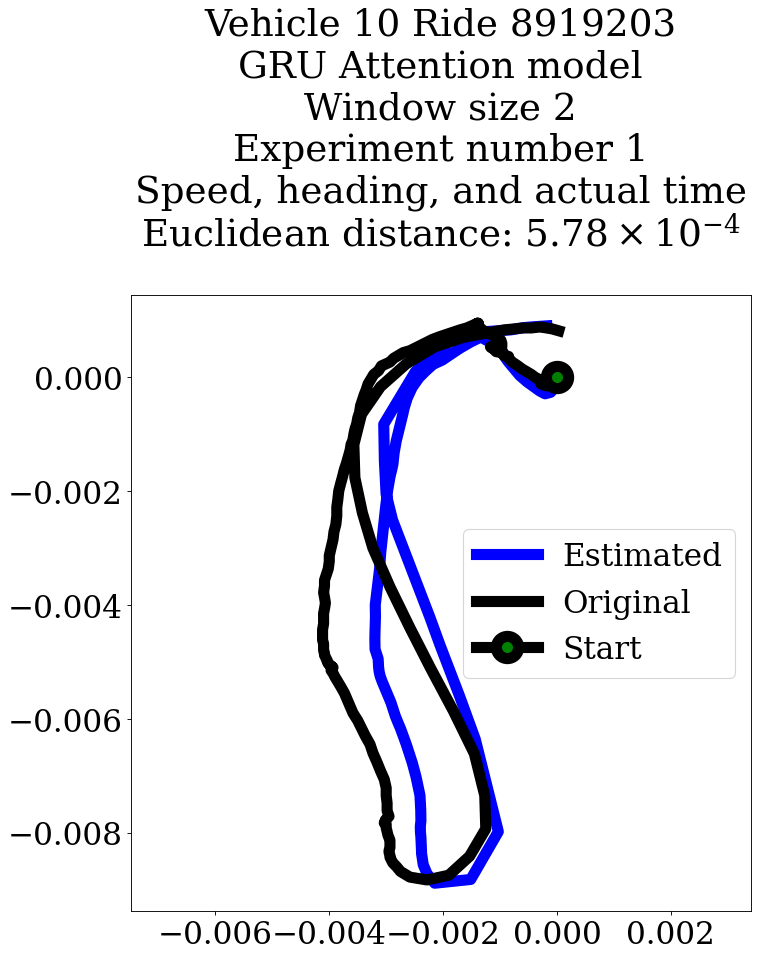 Vehicle 10 Ride 8919203
GRU Attention model
Window size 2
Experiment number 1
Speed, heading, and actual time
Euclidean distance: 5.78 × 10⁻⁴
0.000
−0.002
−0.004
−0.006
−0.008
Estimated
Original
Start
−0.006 −0.004 −0.002 0.000 0.002